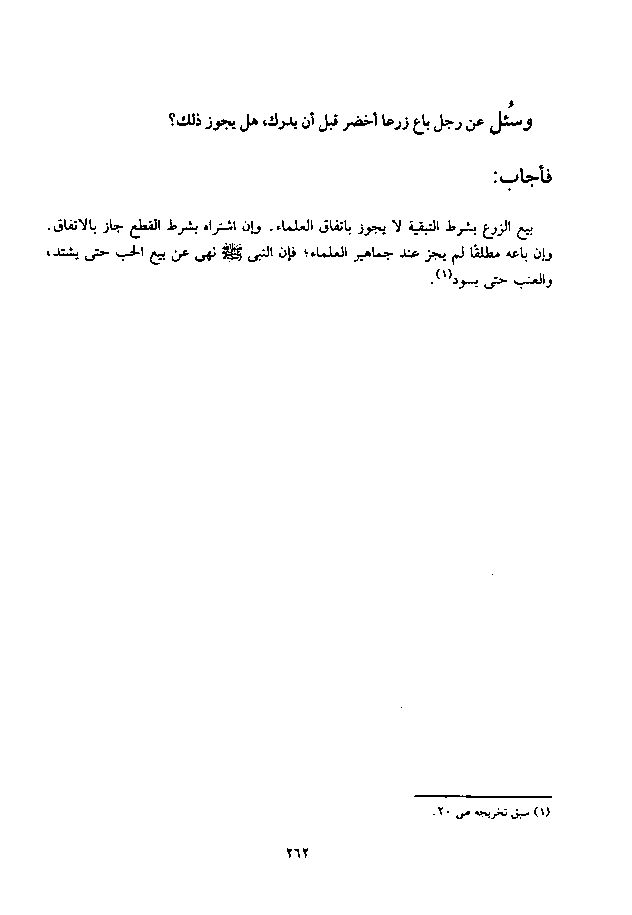 وسُئل عن رجل باع زرعا أخضر قبل أن يدرك، هل يجوز ذلك؟
فأجاب:
بيع الزرع بشرط التبقية لا يجوز باتفاق العلماء. وإن اشتراه بشرط القطع جاز بالاتفاق.
وإن باعه مطلقًا لم يجز عند جماهير العلماء؛ فإن النبى ﷺ نهى عن بيع الحب حتى يشتد،
والعنب حتى يسود(١).
(١) سبق تخريجه ص ٢٠.
٢٦٢